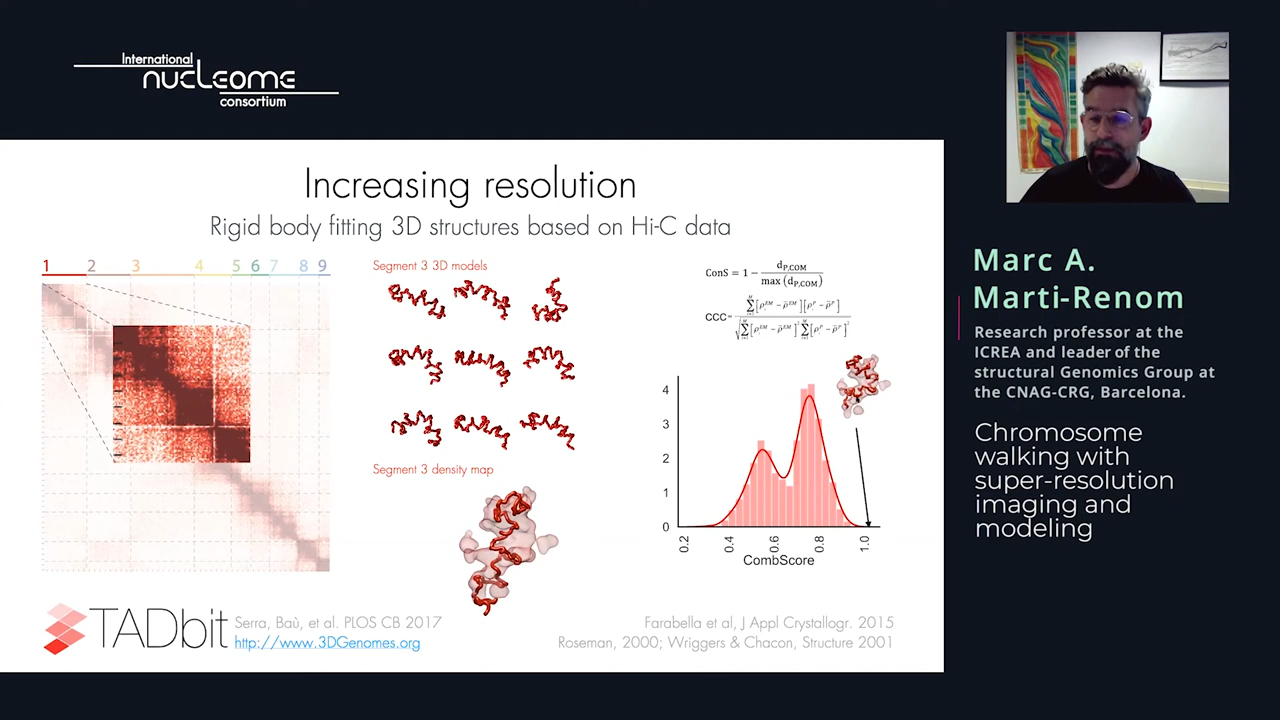 International
nucleome
consortium
Increasing resolution
Rigid body fitting 3D structures based on Hi-C data
1 2 3 4 5 6 7 8 9
Segment 3 3D models
Segment 3 density map
ConS = 1 − d_P,COM / max (d_P,COM)
CCC=
4
3
2
1
0
0.2 0.4 0.6 0.8 1.0
CombScore
TADbit
Serra, Baù, et al. PLOS CB 2017
http://www.3DGenomes.org
Farabella et al, J Appl Crystallogr. 2015
Roseman, 2000; Wriggers & Chacon, Structure 2001
Marc A.
Marti-Renom
Research professor at the
ICREA and leader of the
structural Genomics Group at
the CNAG-CRG, Barcelona.
Chromosome
walking with
super-resolution
imaging and
modeling